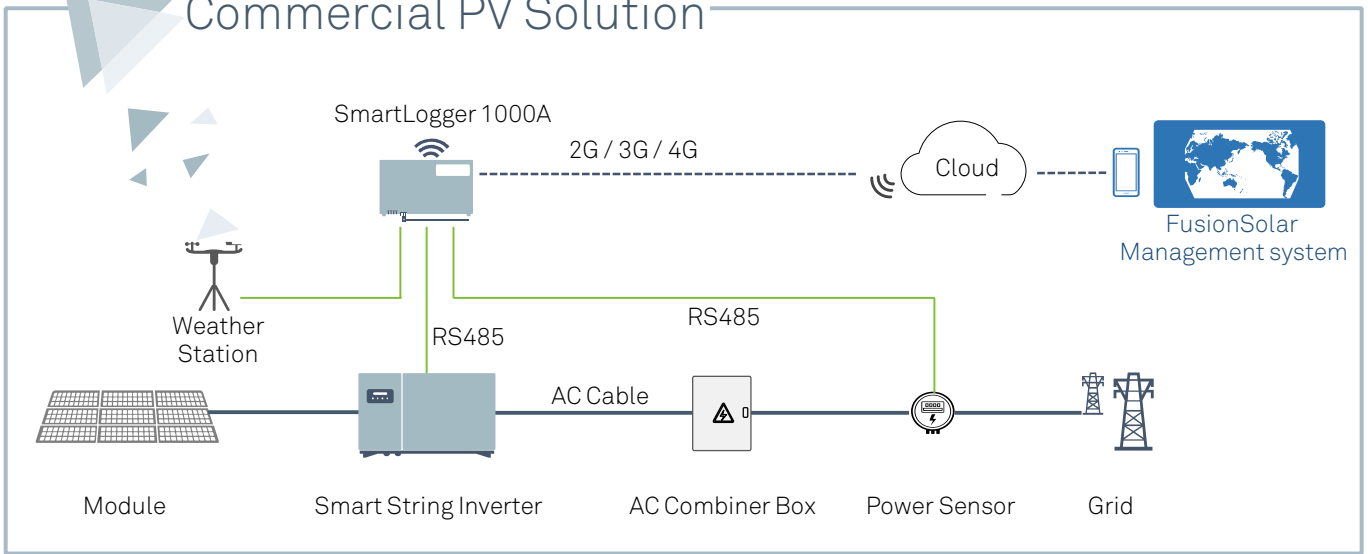 Commercial PV Solution
SmartLogger 1000A
2G / 3G / 4G
Cloud
FusionSolar
Management system
Weather
Station
RS485
RS485
AC Cable
Module
Smart String Inverter
AC Combiner Box
Power Sensor
Grid